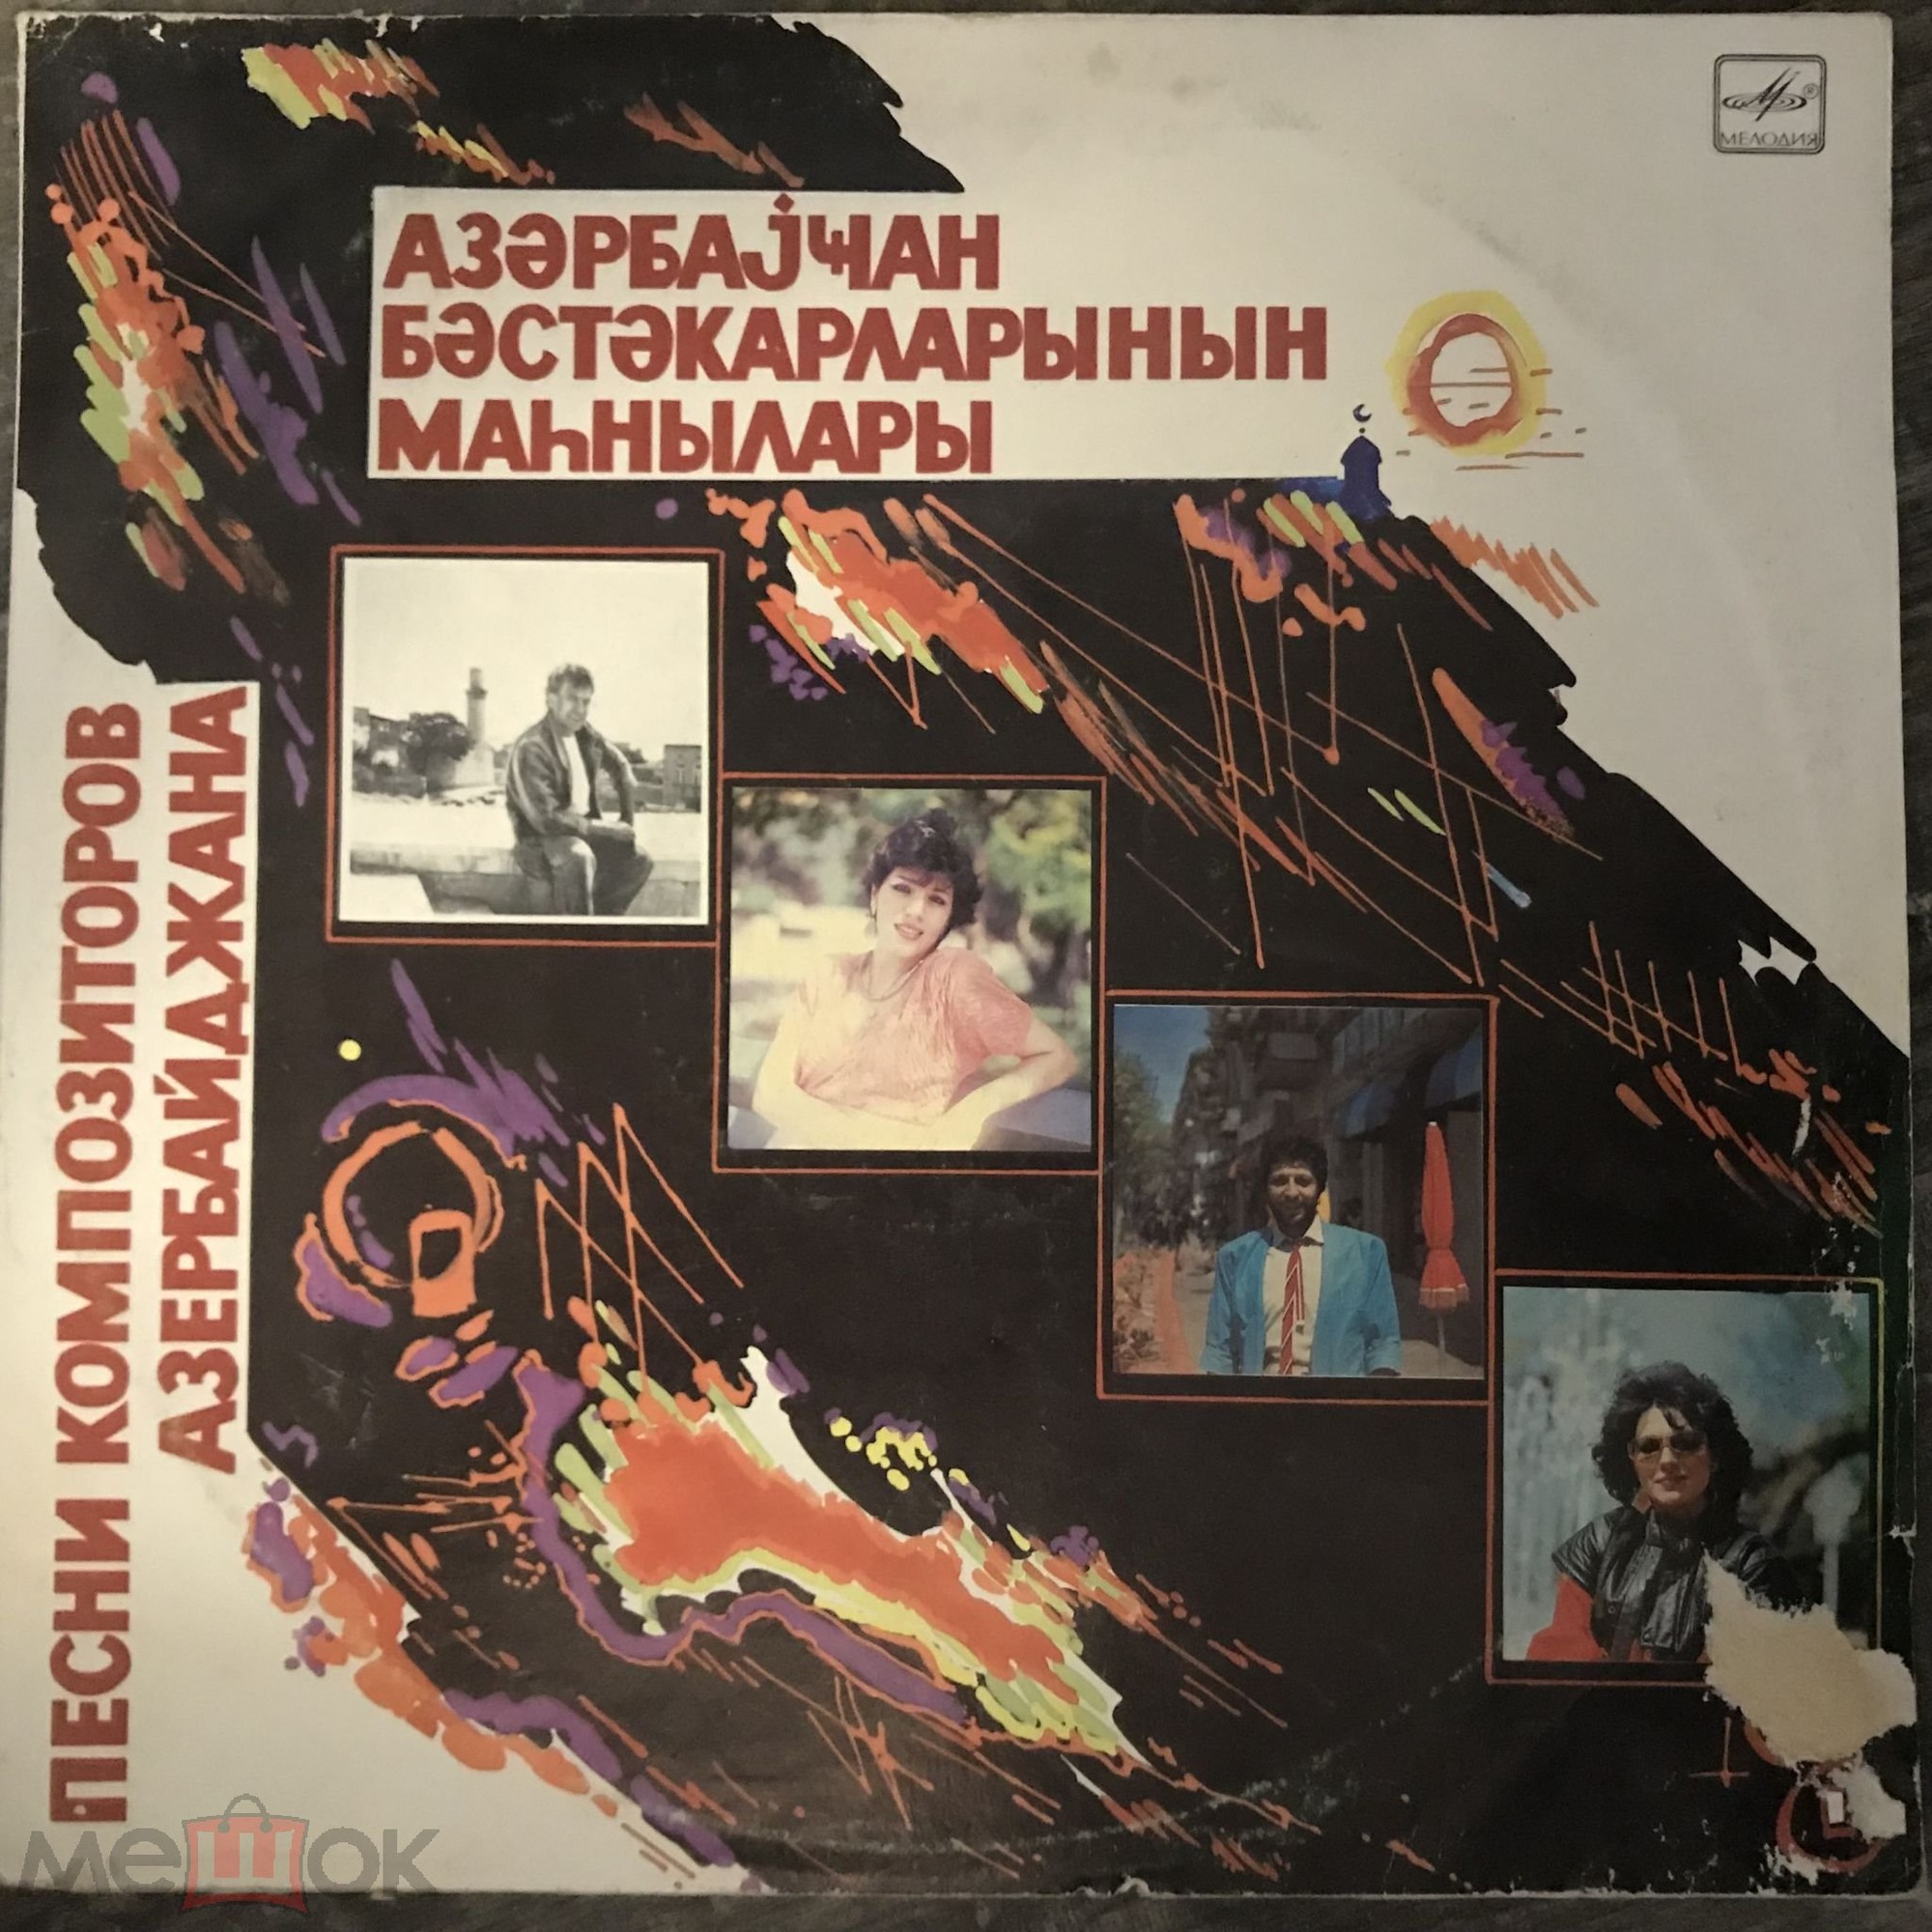 МЕЛОДИЯ
АЗӘРБАЈҸАН
БӘСТӘКАРЛАРЫНЫН
МАҺНЫЛАРЫ
ПЕСНИ КОМПОЗИТОРОВ
АЗЕРБАЙДЖАНА
мешок